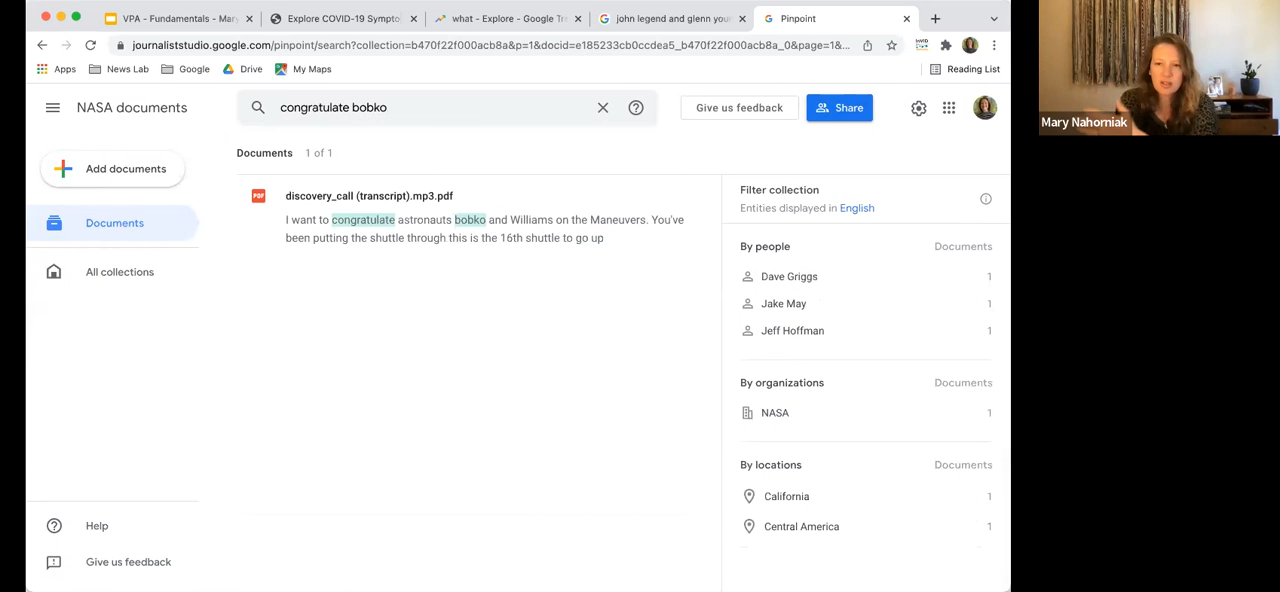 VPA - Fundamentals - Mary
Explore COVID-19 Sympto
what - Explore - Google Tre
john legend and glenn you
Pinpoint
journaliststudio.google.com/pinpoint/search?collection=b470f22f000acb8a&p=1&docid=e185233cb0ccdea5_b470f22f000acb8a_0&page=1&...
Apps
News Lab
Google
Drive
My Maps
Reading List
NASA documents
congratulate bobko
Give us feedback
Share
Mary Nahorniak
Documents 1 of 1
Add documents
Documents
All collections
discovery_call (transcript).mp3.pdf
I want to congratulate astronauts bobko and Williams on the Maneuvers. You've
been putting the shuttle through this is the 16th shuttle to go up
PDF
Filter collection
Entities displayed in English
By people Documents
Dave Griggs 1
Jake May 1
Jeff Hoffman 1
By organizations Documents
NASA 1
By locations Documents
California 1
Central America 1
Help
Give us feedback